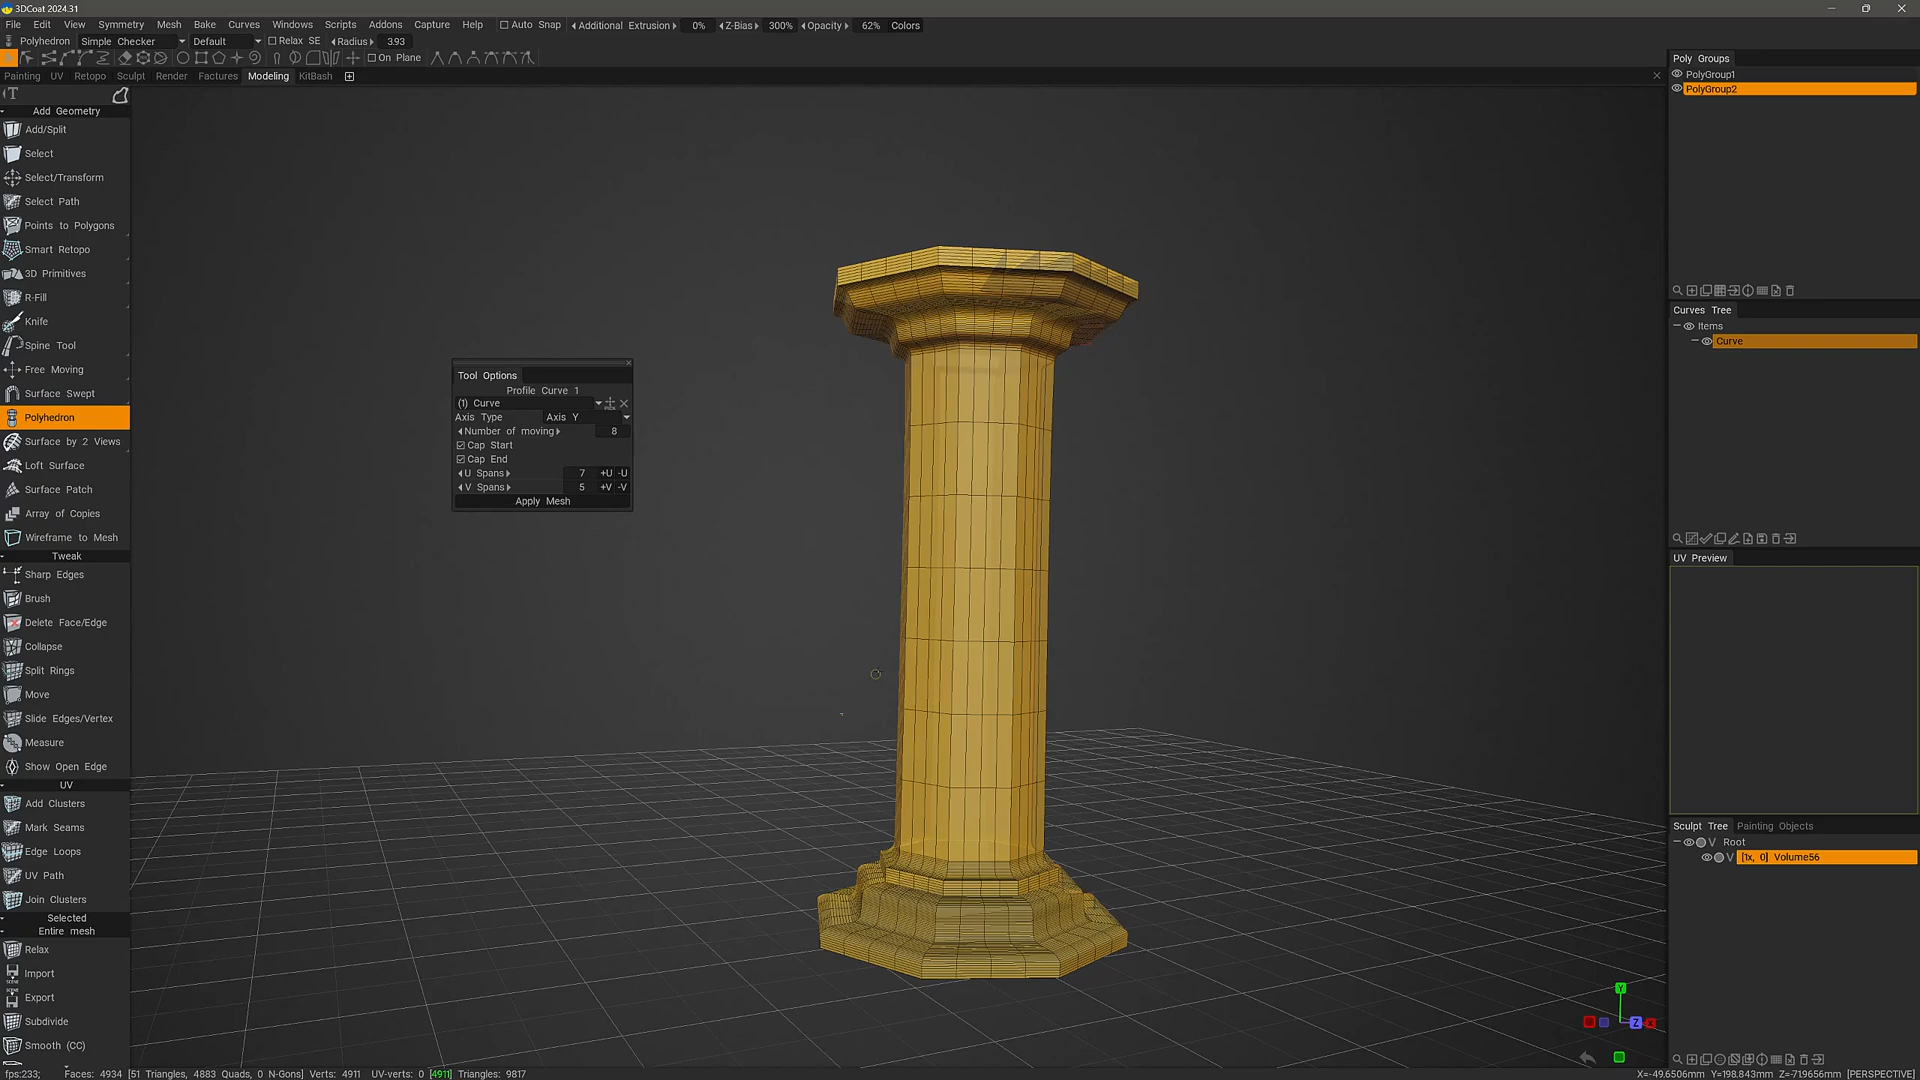 3DCoat 2024.31
File Edit View Symmetry Mesh Bake Curves Windows Scripts Addons Capture Help Auto Snap Additional Extrusion 0% Z-Bias 300% Opacity 62% Colors
Polyhedron Simple Checker Default Relax SE Radius 3.93
On Plane
Painting UV Retopo Sculpt Render Factures Modeling KitBash
T
Add Geometry
Add/Split
Select
Select/Transform
Select Path
Points to Polygons
Smart Retopo
3D Primitives
R-Fill
Knife
Spine Tool
Free Moving
Surface Swept
Polyhedron
Surface by 2 Views
Loft Surface
Surface Patch
Array of Copies
Wireframe to Mesh
Tweak
Sharp Edges
Brush
Delete Face/Edge
Collapse
Split Rings
Move
Slide Edges/Vertex
Measure
Show Open Edge
UV
Add Clusters
Mark Seams
Edge Loops
UV Path
Join Clusters
Selected
Entire mesh
Relax
Import
Export
Subdivide
Smooth (CC)
Tool Options
Profile Curve 1
(1) Curve
Axis Type Axis Y
Number of moving 8
Cap Start
Cap End
U Spans 7 +U -U
V Spans 5 +V -V
Apply Mesh
Poly Groups
PolyGroup1
PolyGroup2
Curves Tree
Items
Curve
UV Preview
Sculpt Tree Painting Objects
V Root
V [1x, 0] Volume56
Y
Z X
fps:233; Faces: 4934 [51 Triangles, 4883 Quads, 0 N-Gons] Verts: 4911 UV-verts: 0 [4911] Triangles: 9817
X=-49.6506mm Y=198.843mm Z=-719656mm [PERSPECTIVE]